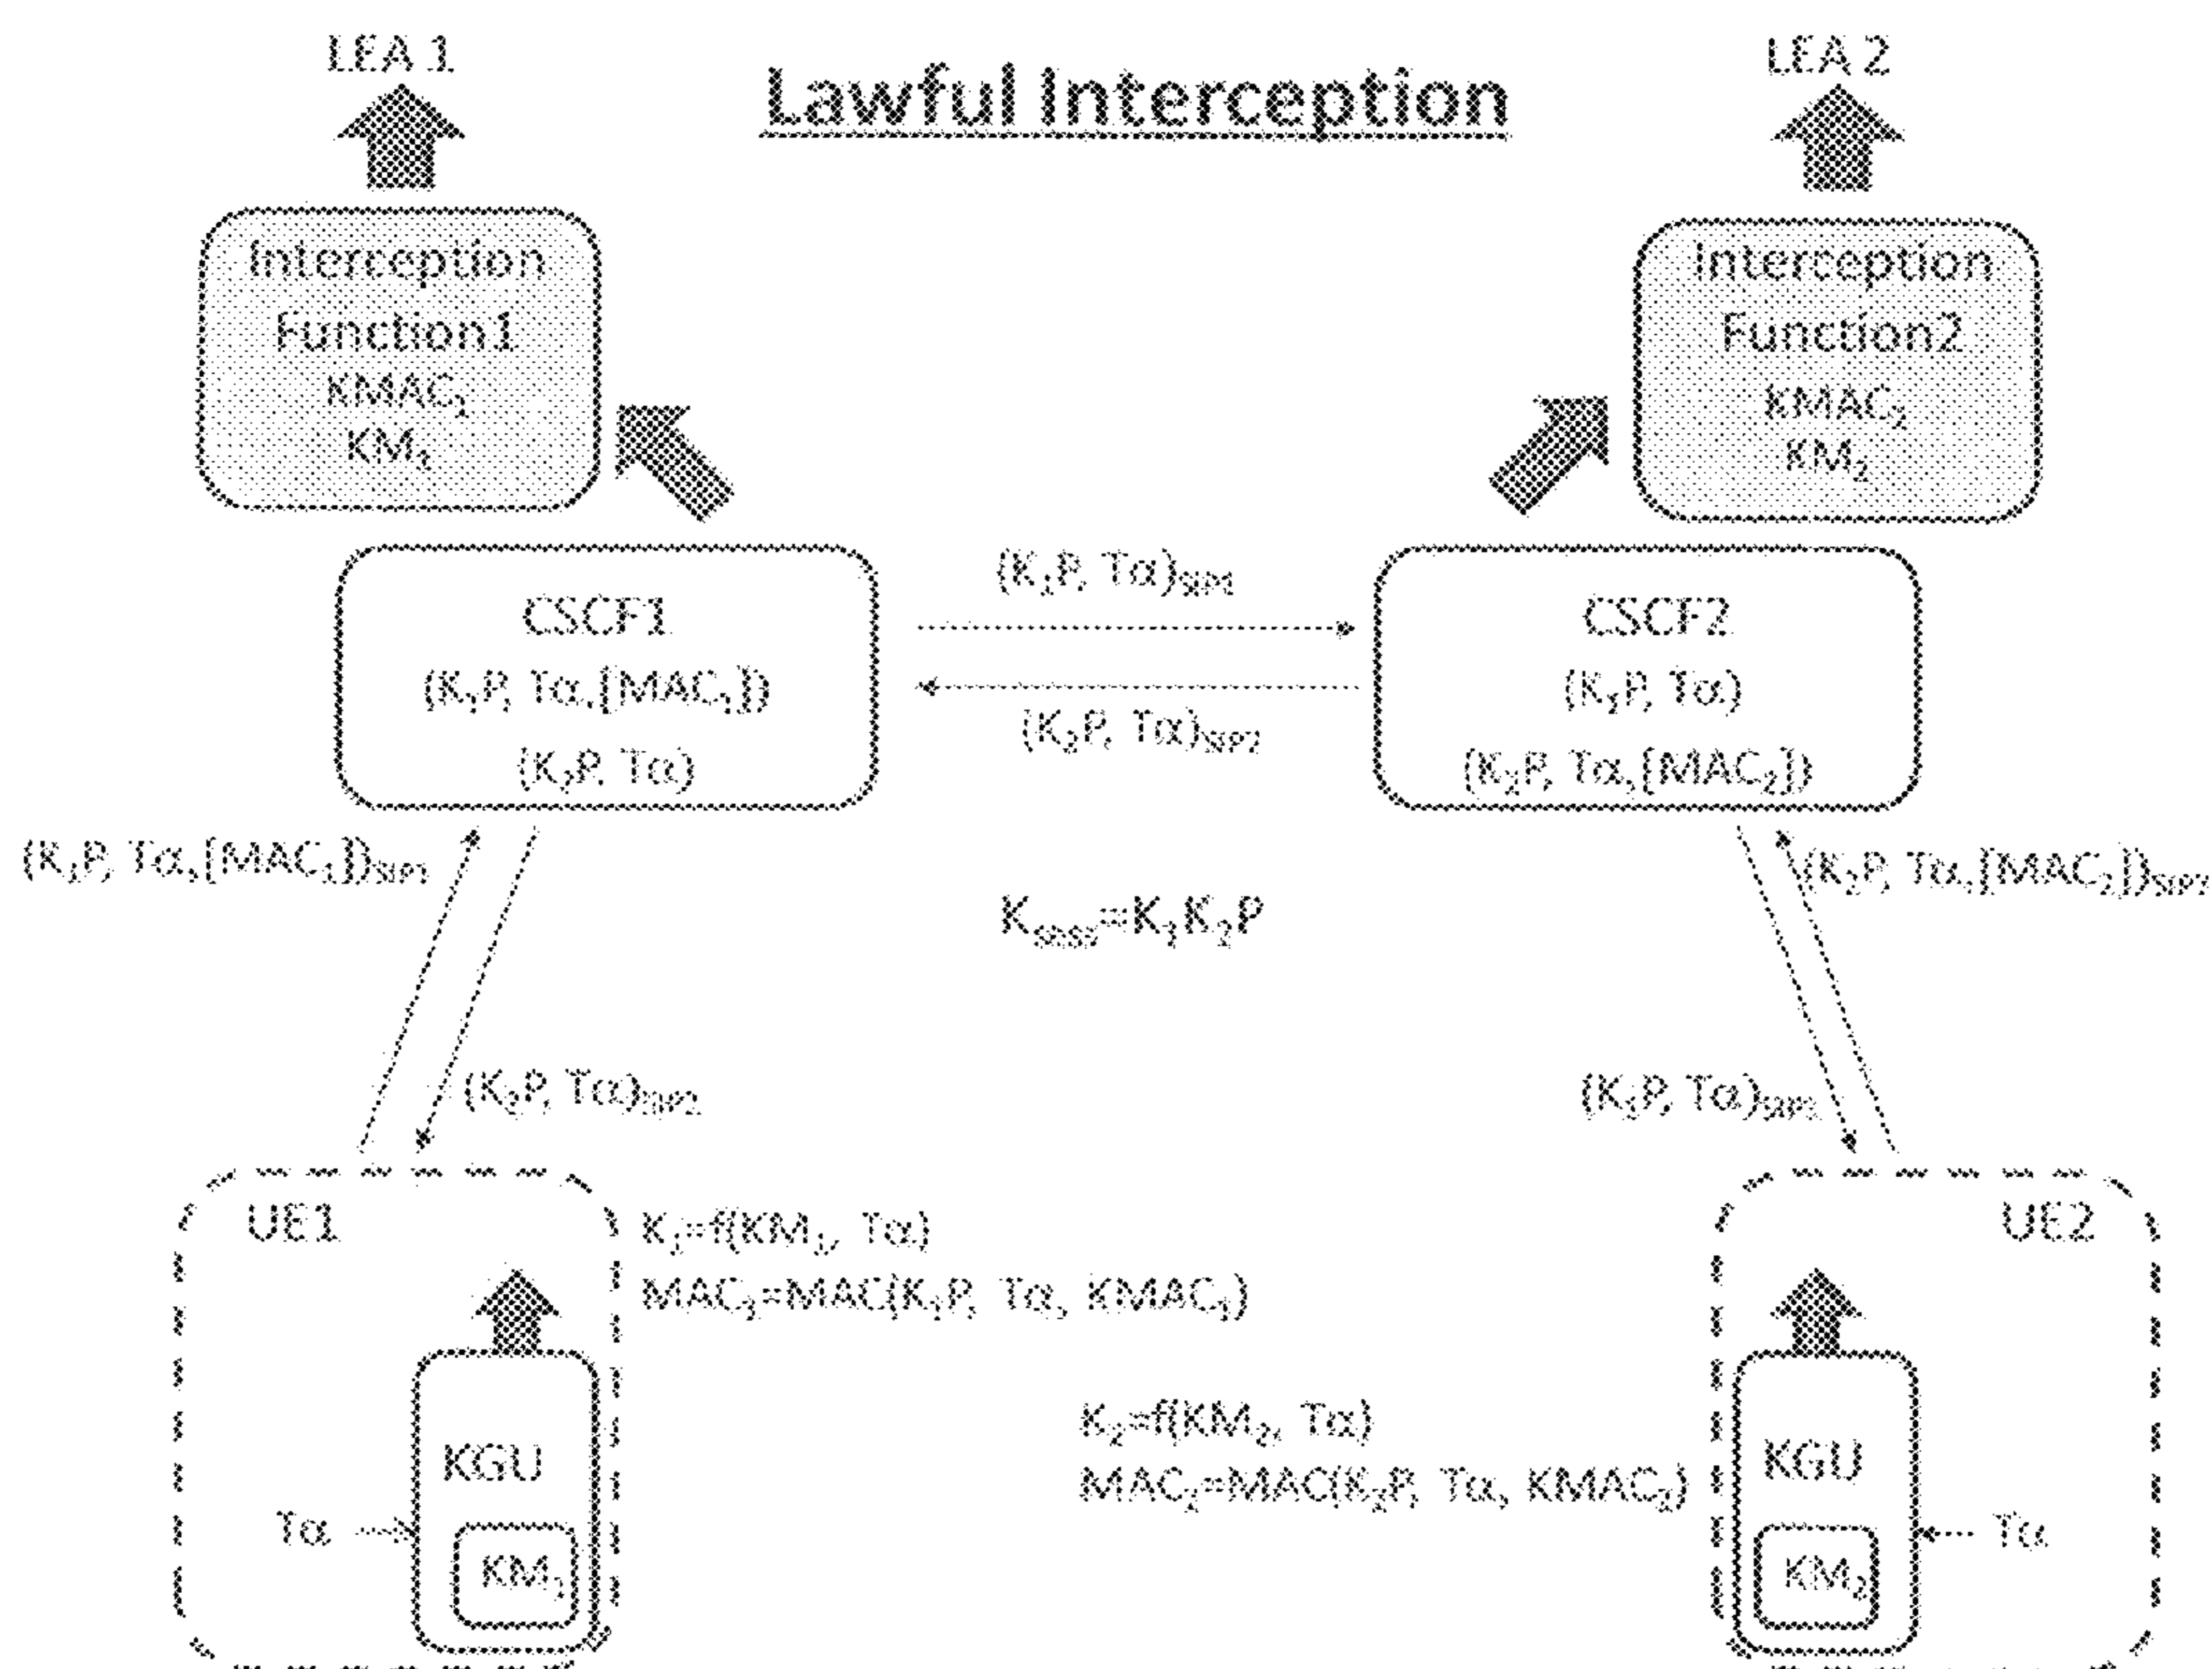 LEA 1
Lawful Interception
LEA 2
Interception
Function1
KMAC₁
KM₁
Interception
Function2
KMAC₂
KM₂
CSCF1
(K₁P, Tα,[MAC₁])
(K₂P, Tα)
(K₁P, Tα)SIP1
(K₂P, Tα)SIP2
CSCF2
(K₁P, Tα)
(K₂P, Tα,[MAC₂])
(K₁P, Tα,[MAC₁])SIP1
(K₂P, Tα,[MAC₂])SIP2
KSESS=K₁K₂P
(K₂P, Tα)SIP2
(K₁P, Tα)SIP1
UE1
K₁=f(KM₁, Tα)
MAC₁=MAC(K₁P, Tα, KMAC₁)
KGU
Tα
KM₁
UE2
K₂=f(KM₂, Tα)
MAC₂=MAC(K₂P, Tα, KMAC₂)
KGU
Tα
KM₂